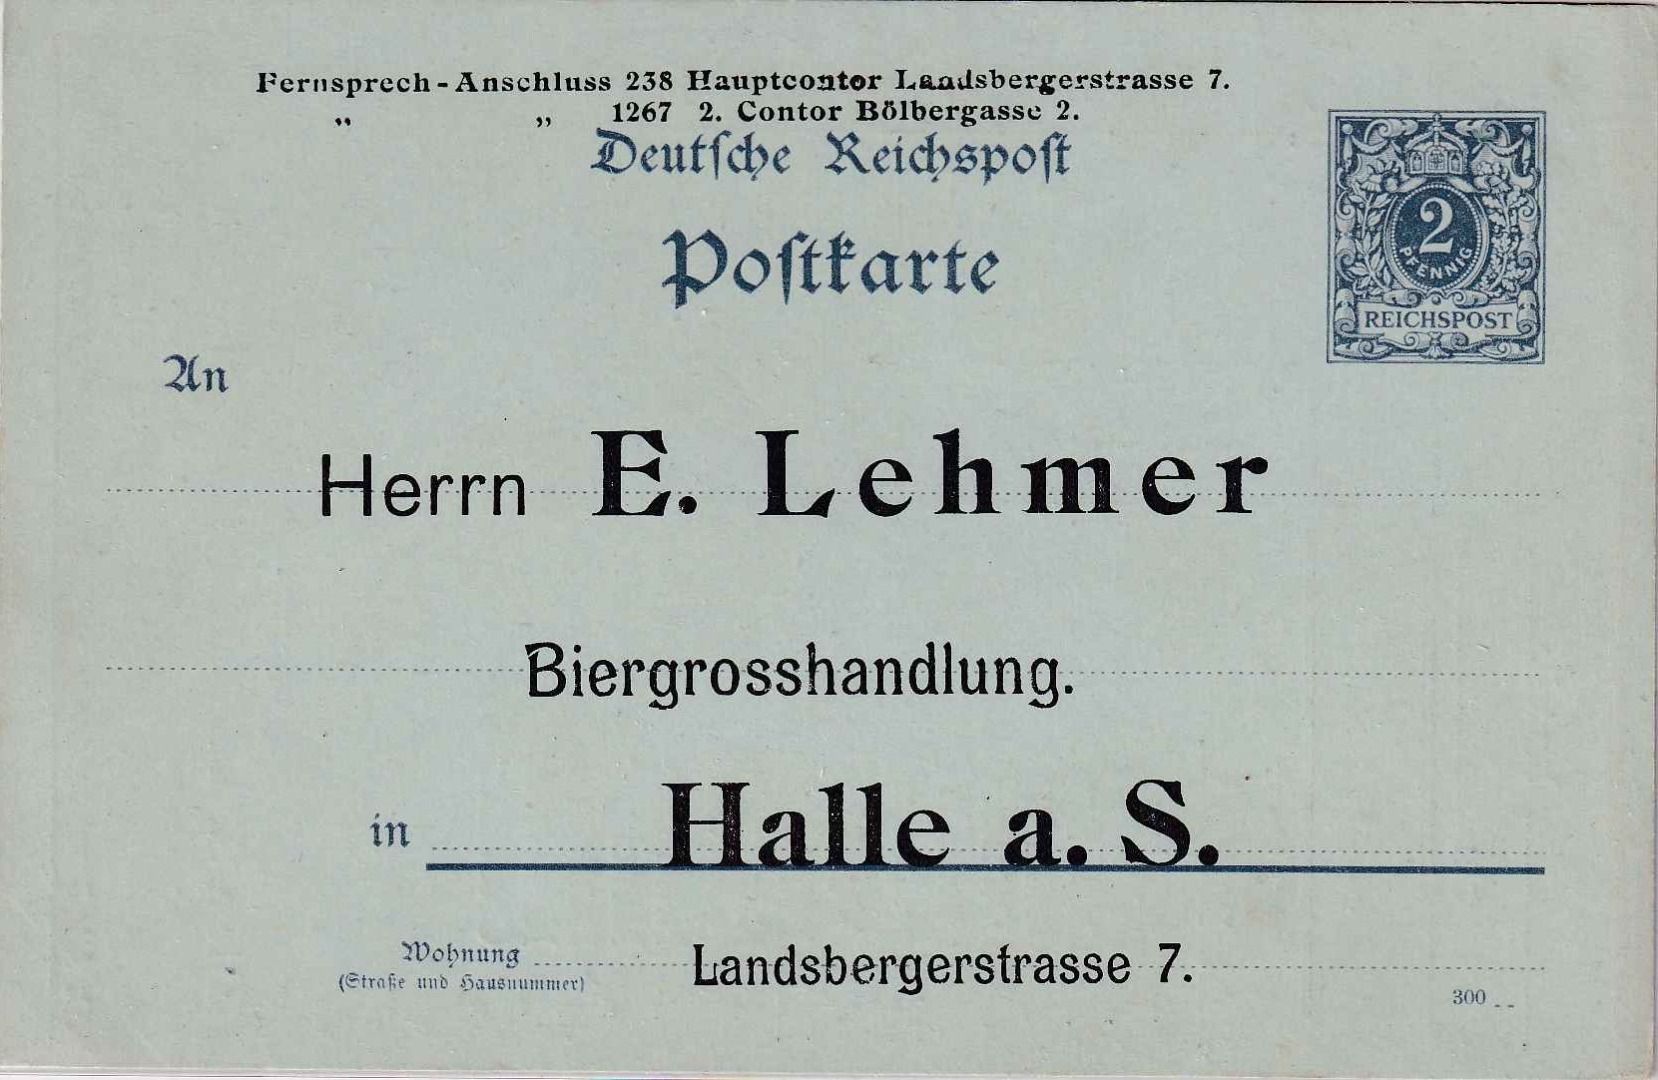 Fernsprech-Anschluss 238 Hauptcontor Landsbergerstrasse 7.
„ „ 1267 2. Contor Bölbergasse 2.
Deutſche Reichspoſt
Poſtkarte
2
PFENNIG
REICHSPOST
An
Herrn E. Lehmer
Biergrosshandlung.
in Halle a. S.
Wohnung Landsbergerstrasse 7.
(Straße und Hausnummer)
300